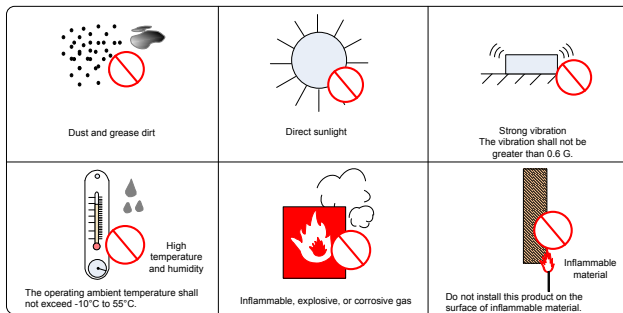 Dust and grease dirt
Direct sunlight
Strong vibration
The vibration shall not be
greater than 0.6 G.
High
temperature
and humidity
The operating ambient temperature shall
not exceed -10°C to 55°C.
Inflammable, explosive, or corrosive gas
Inflammable
material
Do not install this product on the
surface of inflammable material.